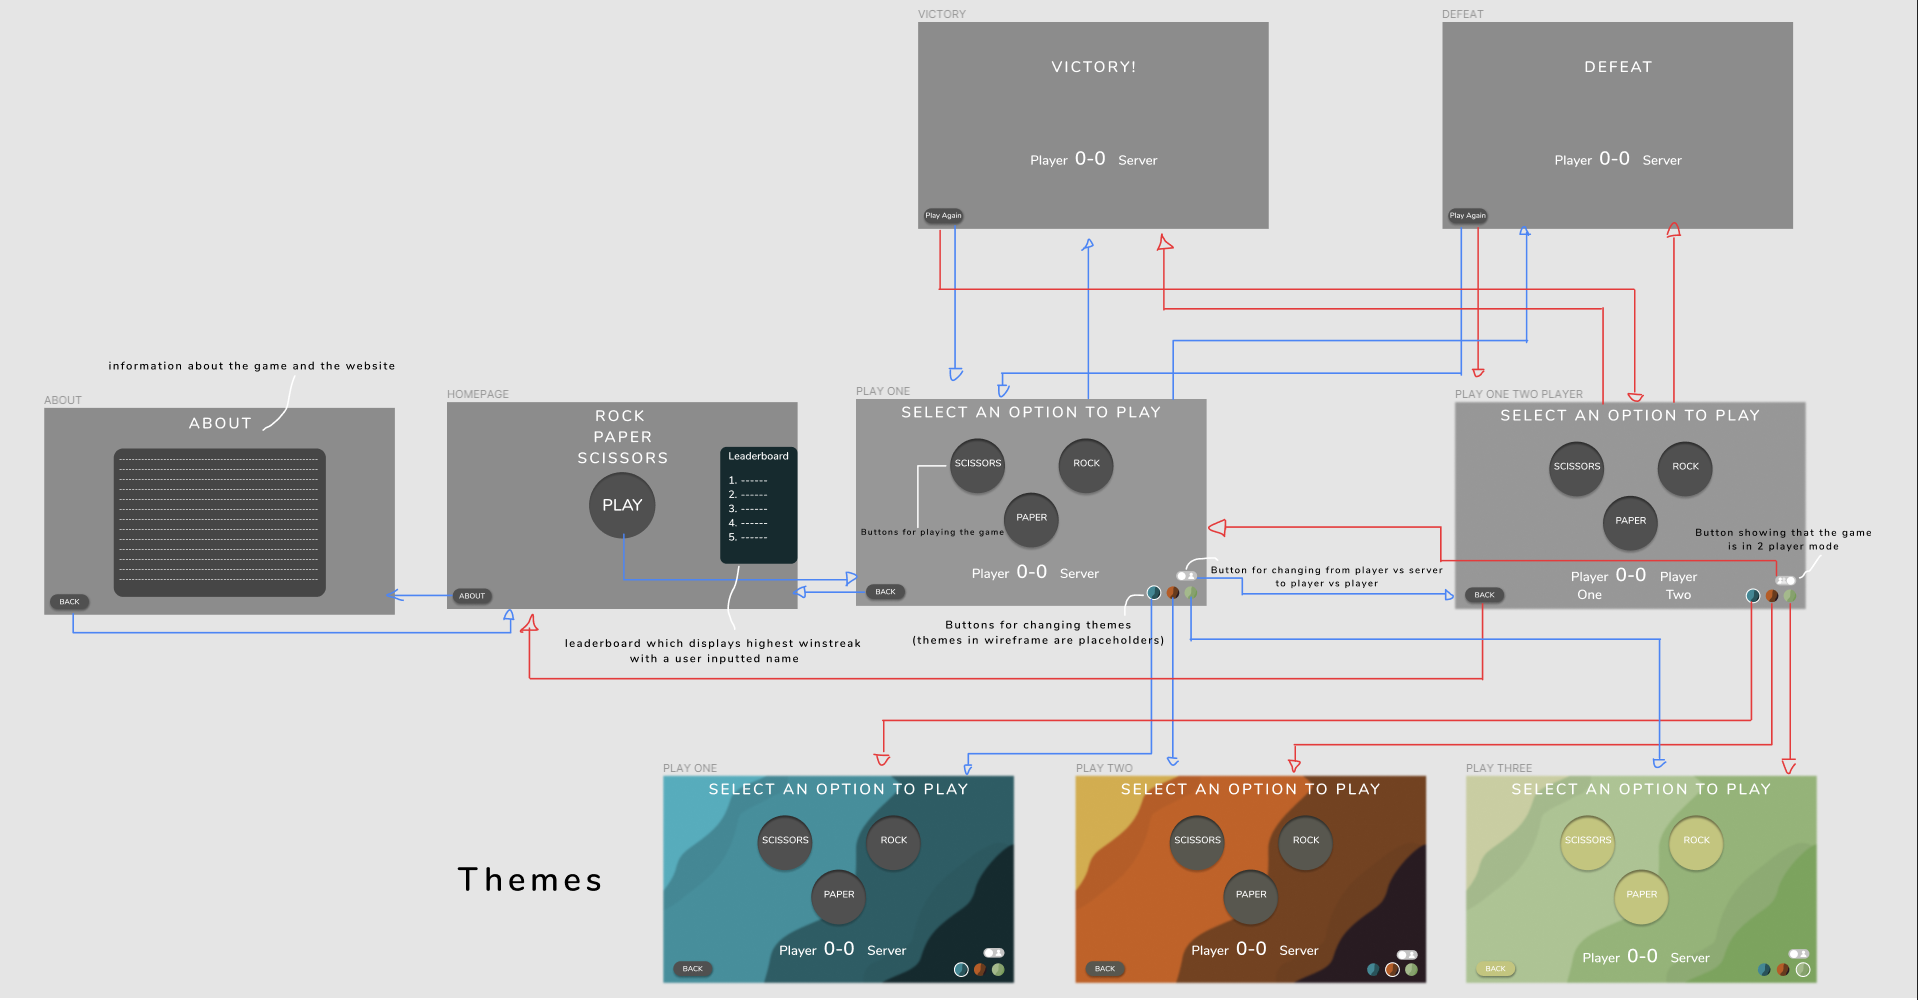 VICTORY
VICTORY!
Player 0-0 Server
Play Again
DEFEAT
DEFEAT
Player 0-0 Server
Play Again
information about the game and the website
ABOUT
ABOUT
BACK
HOMEPAGE
ROCK
PAPER
SCISSORS
PLAY
Leaderboard
1. ------
2. ------
3. ------
4. ------
5. ------
ABOUT
leaderboard which displays highest winstreak
with a user inputted name
PLAY ONE
SELECT AN OPTION TO PLAY
SCISSORS
ROCK
PAPER
Buttons for playing the game
Player 0-0 Server
BACK
Button for changing from player vs server
to player vs player
Buttons for changing themes
(themes in wireframe are placeholders)
PLAY ONE TWO PLAYER
SELECT AN OPTION TO PLAY
SCISSORS
ROCK
PAPER
Button showing that the game
is in 2 player mode
Player 0-0 Player
One Two
BACK
Themes
PLAY ONE
SELECT AN OPTION TO PLAY
SCISSORS
ROCK
PAPER
Player 0-0 Server
BACK
PLAY TWO
SELECT AN OPTION TO PLAY
SCISSORS
ROCK
PAPER
Player 0-0 Server
BACK
PLAY THREE
SELECT AN OPTION TO PLAY
SCISSORS
ROCK
PAPER
Player 0-0 Server
BACK